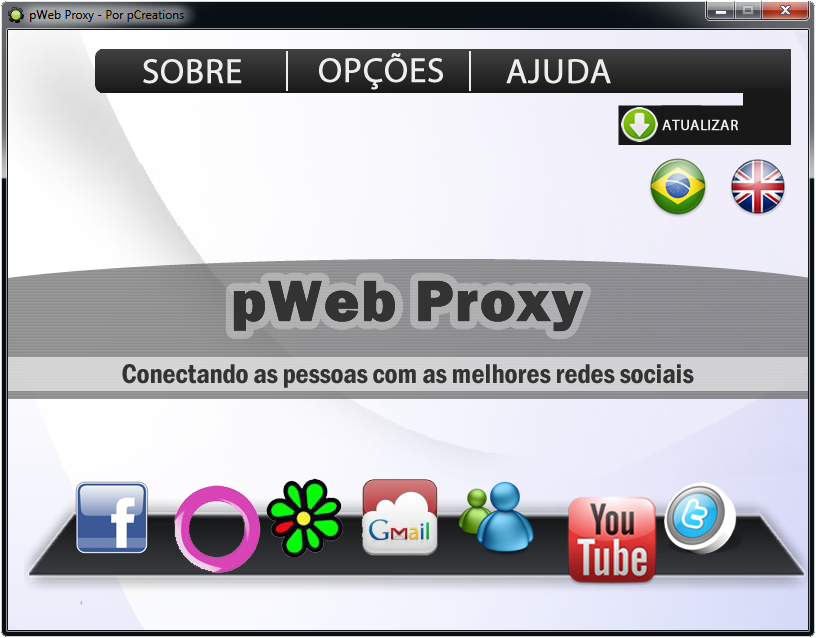 pWeb Proxy - Por pCreations
SOBRE OPÇÕES AJUDA
ATUALIZAR
pWeb Proxy
Conectando as pessoas com as melhores redes sociais
f GMail You Tube t